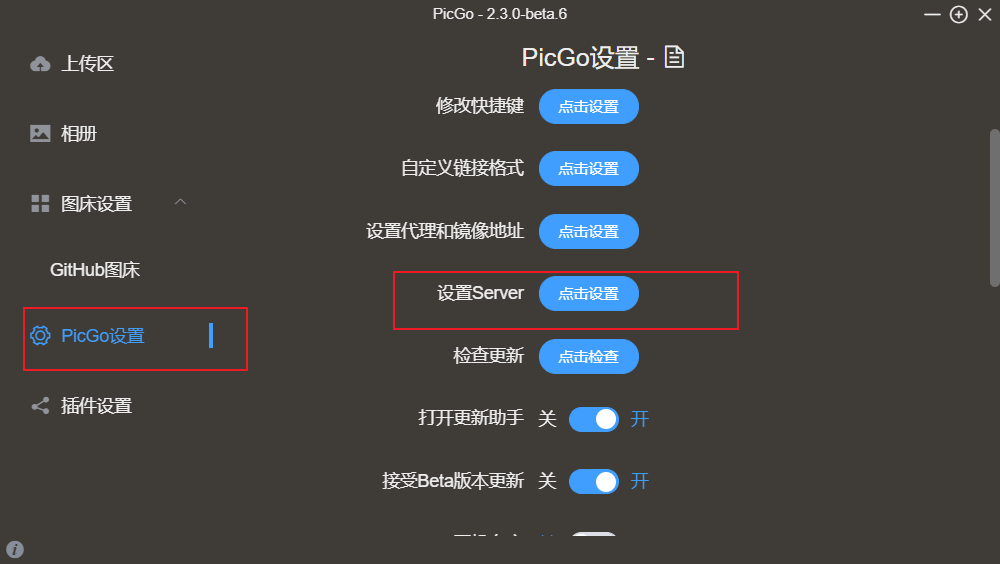 PicGo - 2.3.0-beta.6
上传区
相册
图床设置
GitHub图床
PicGo设置
插件设置
PicGo设置 -
修改快捷键 点击设置
自定义链接格式 点击设置
设置代理和镜像地址 点击设置
设置Server 点击设置
检查更新 点击检查
打开更新助手 关 开
接受Beta版本更新 关 开